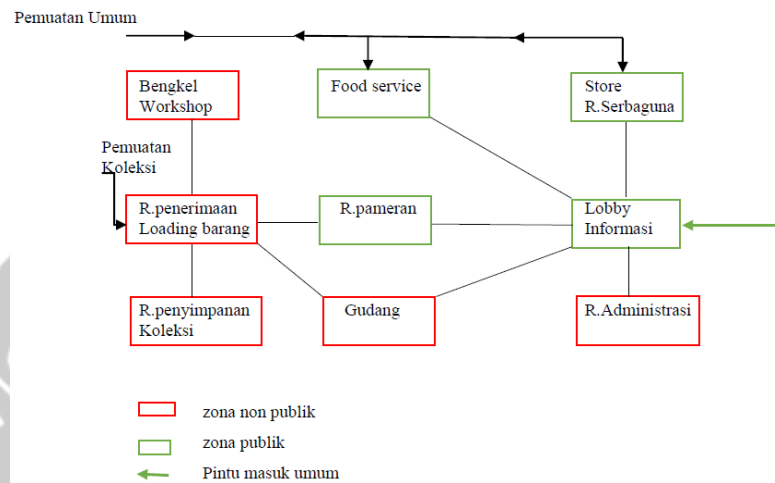 Pemuatan Umum
Bengkel
Workshop
Food service
Store
R.Serbaguna
Pemuatan
Koleksi
R.penerimaan
Loading barang
R.pameran
Lobby
Informasi
R.penyimpanan
Koleksi
Gudang
R.Administrasi
zona non publik
zona publik
Pintu masuk umum